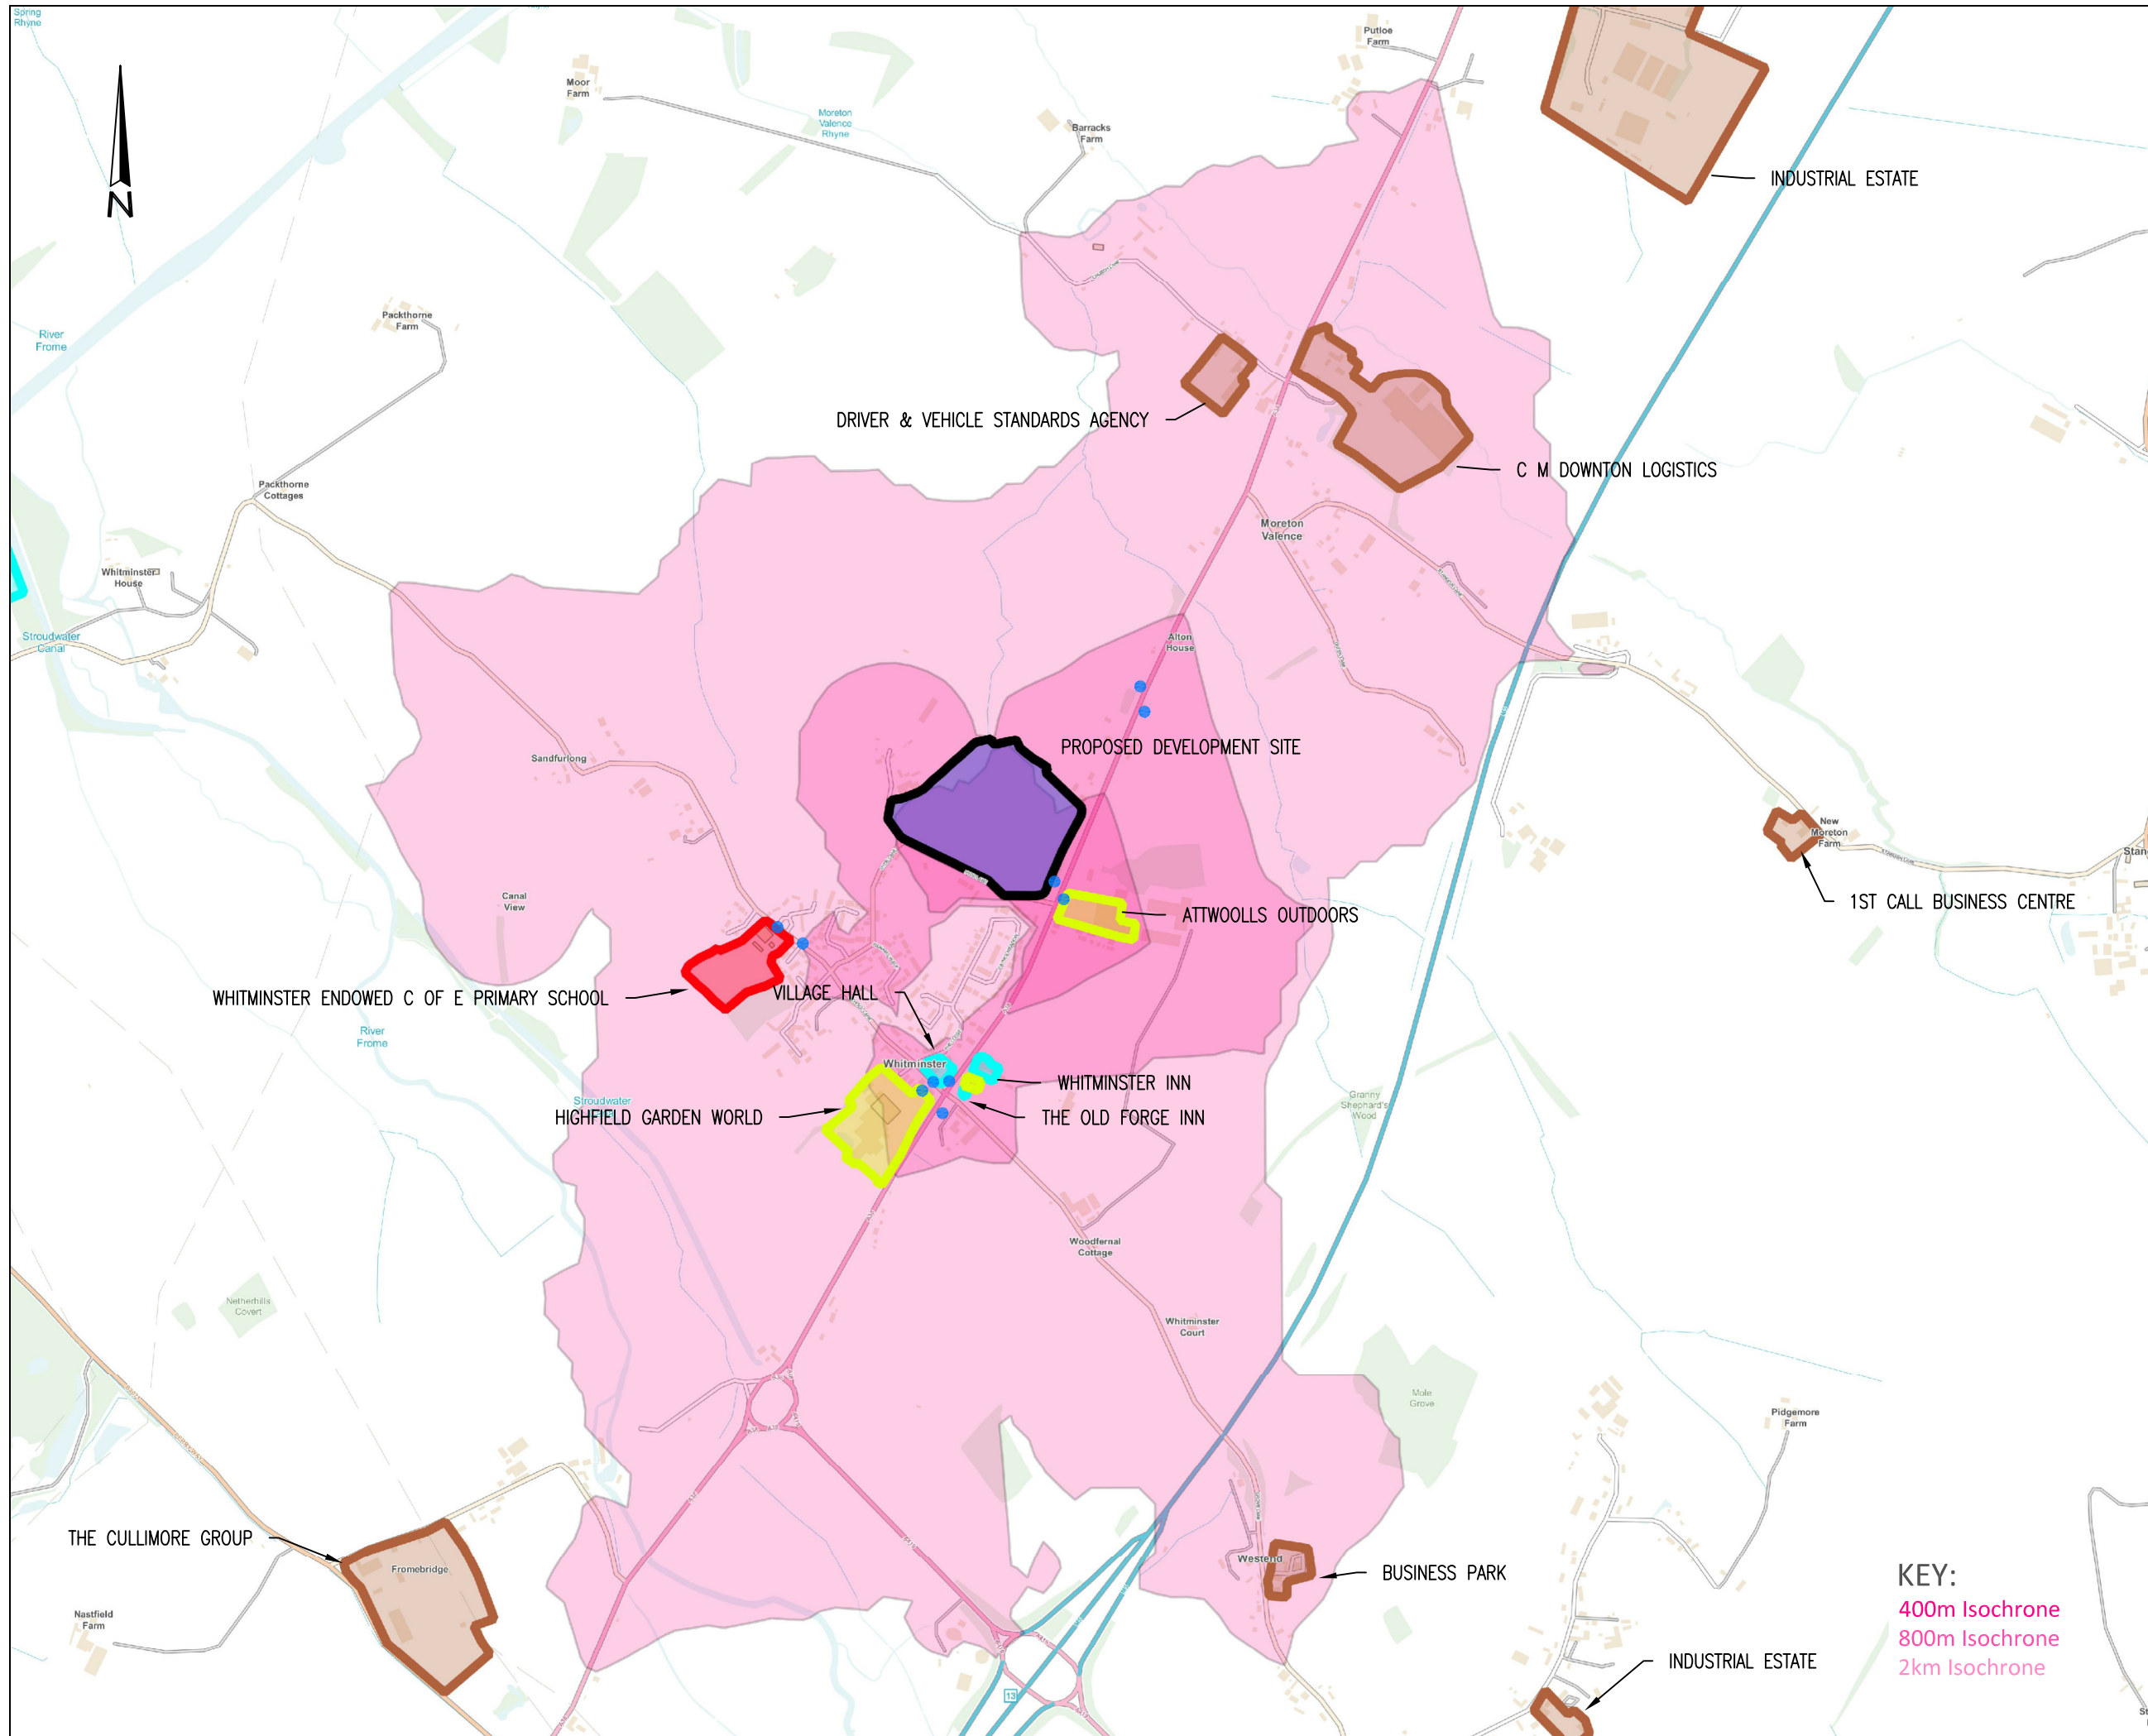 Spring
Rhyne
Putloe
Farm
Moor
Farm
Moreton
Valence
Rhyne
Barracks
Farm
N
INDUSTRIAL ESTATE
River
Frome
Packthorne
Farm
DRIVER & VEHICLE STANDARDS AGENCY
C M DOWNTON LOGISTICS
Packthorne
Cottages
Moreton
Valence
Whitminster
House
Stroudwater
Canal
Alton
House
PROPOSED DEVELOPMENT SITE
Sandfurlong
New
Moreton
Farm
Stan
Canal
View
1ST CALL BUSINESS CENTRE
ATTWOOLLS OUTDOORS
WHITMINSTER ENDOWED C OF E PRIMARY SCHOOL
VILLAGE HALL
River
Frome
Whitminster
WHITMINSTER INN
Stroudwater
Granny
Shephard's
Wood
HIGHFIELD GARDEN WORLD
THE OLD FORGE INN
Woodfernal
Cottage
Netherhills
Covert
Whitminster
Court
Mole
Grove
Pidgemore
Farm
THE CULLIMORE GROUP
Fromebridge
Westend
BUSINESS PARK
Nastfield
Farm
KEY:
400m Isochrone
800m Isochrone
2km Isochrone
INDUSTRIAL ESTATE
13